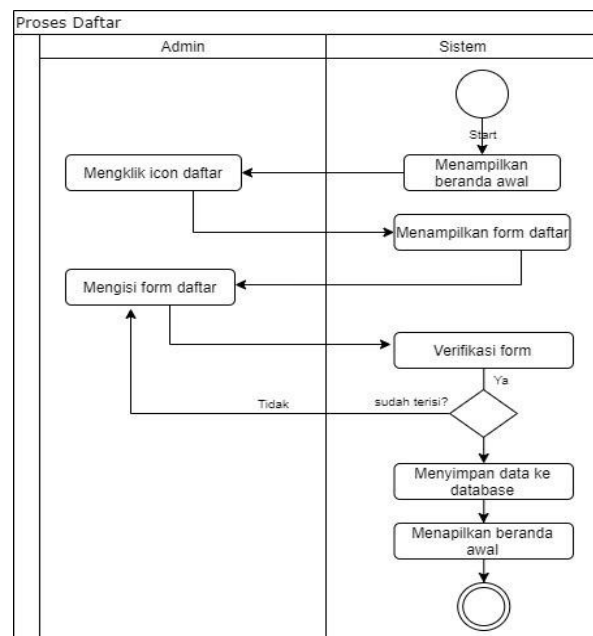 Proses Daftar
Admin
Sistem
Start
Menampilkan
beranda awal
Mengklik icon daftar
Menampilkan form daftar
Mengisi form daftar
Verifikasi form
Ya
sudah terisi?
Tidak
Menyimpan data ke
database
Menapilkan beranda
awal